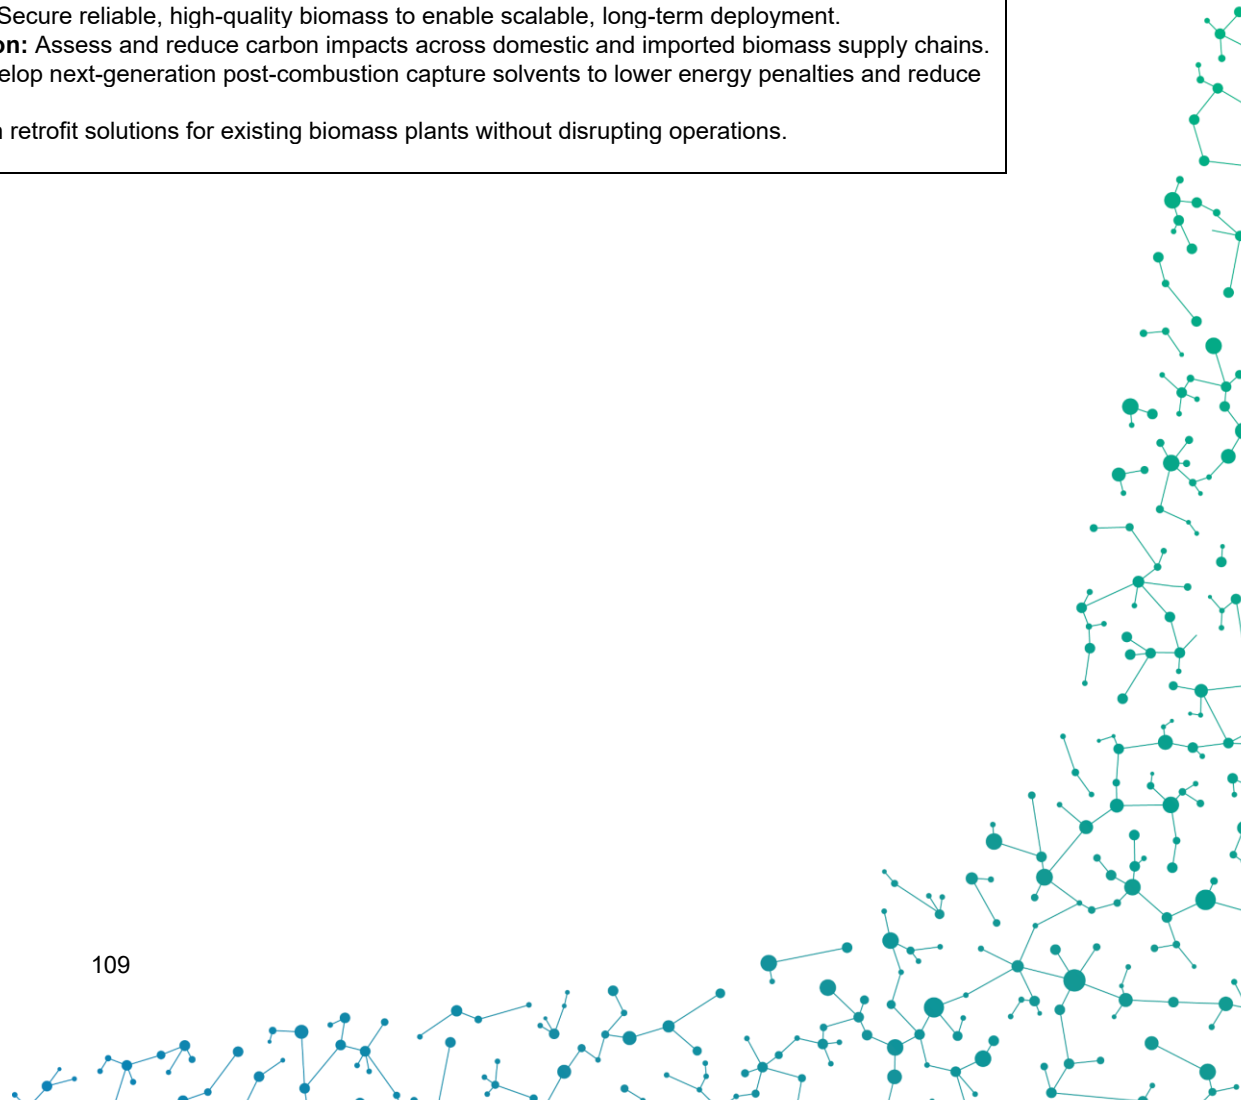 Secure reliable, high-quality biomass to enable scalable, long-term deployment.
on: Assess and reduce carbon impacts across domestic and imported biomass supply chains.
elop next-generation post-combustion capture solvents to lower energy penalties and reduce
retrofit solutions for existing biomass plants without disrupting operations.
109